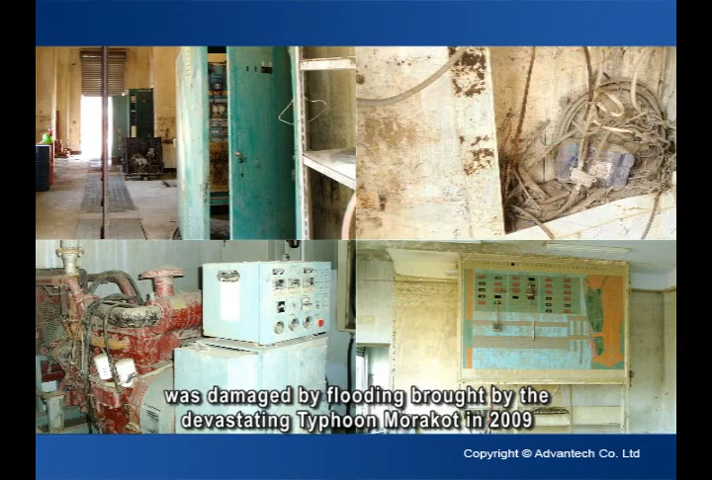 was damaged by flooding brought by the
devastating Typhoon Morakot in 2009
Copyright © Advantech Co. Ltd